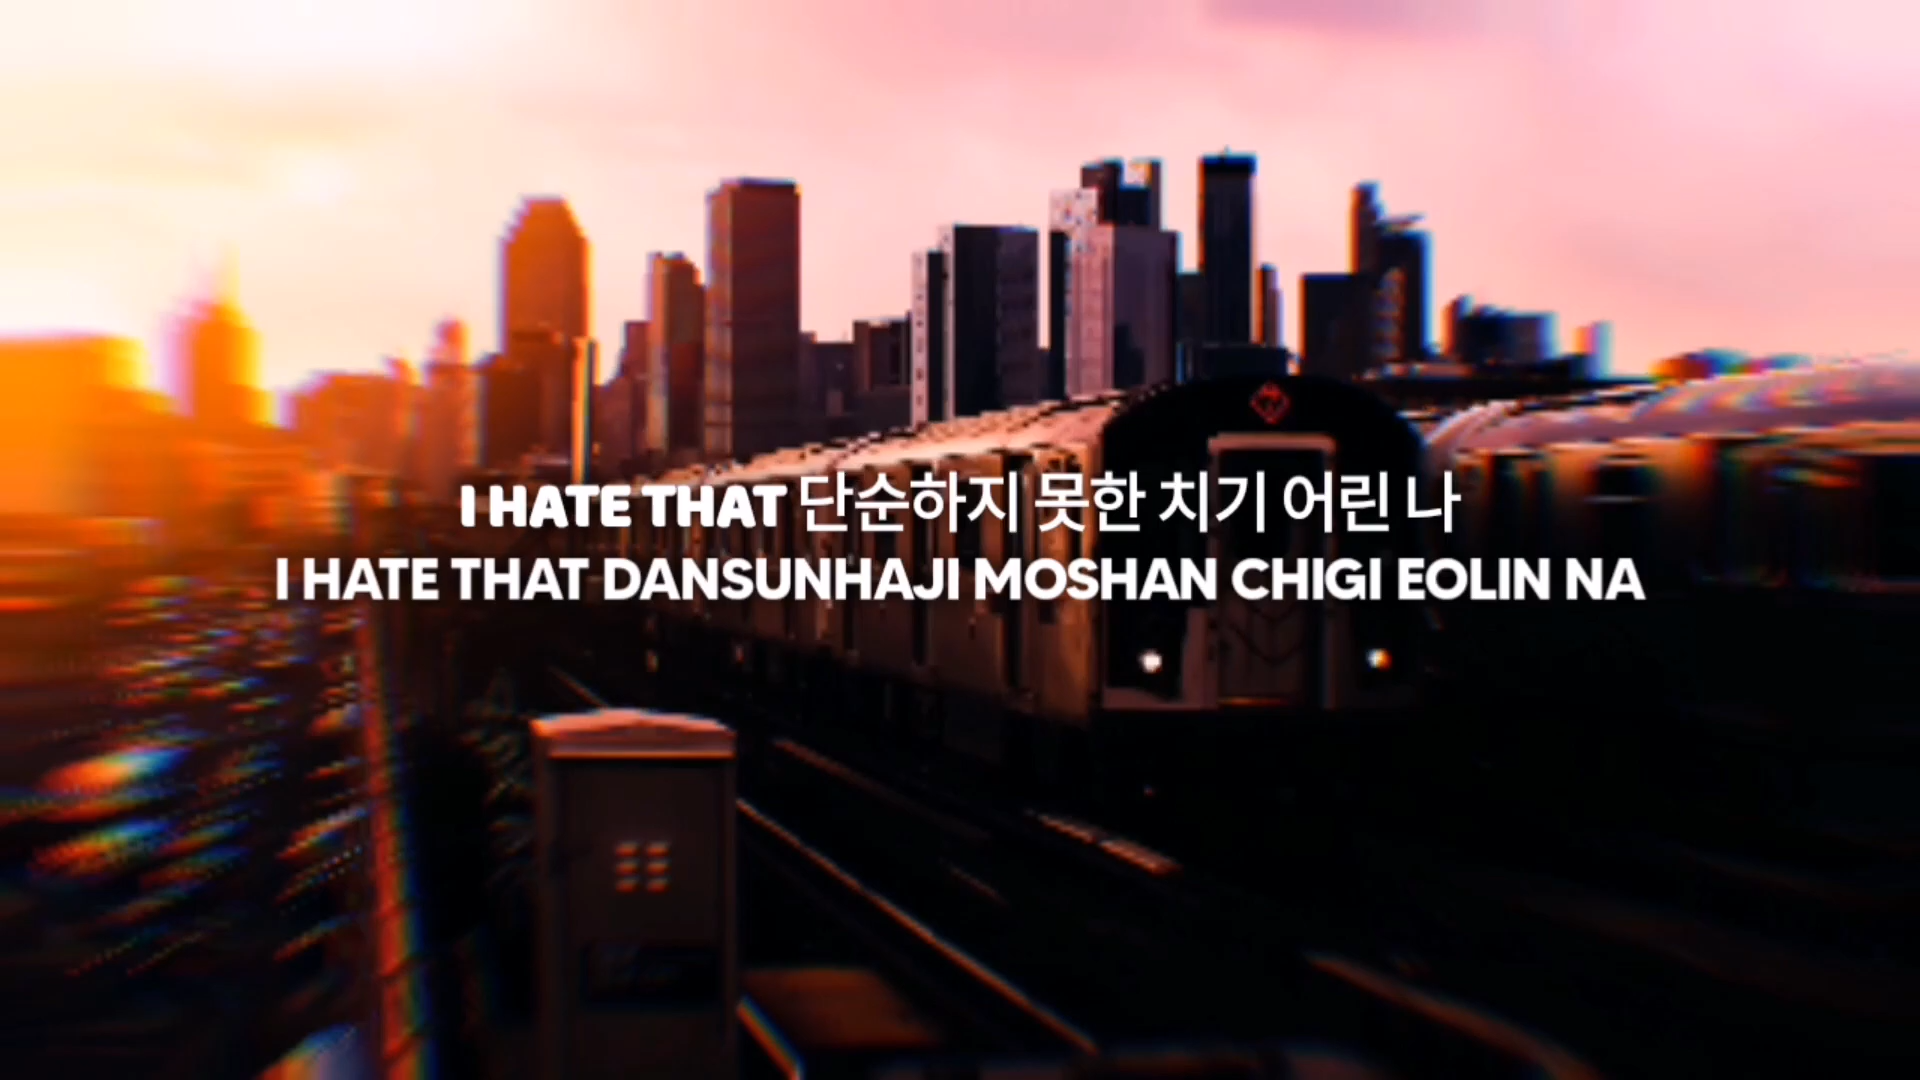 I HATE THAT 단순하지 못한 치기 어린 나
I HATE THAT DANSUNHAJI MOSHAN CHIGI EOLIN NA